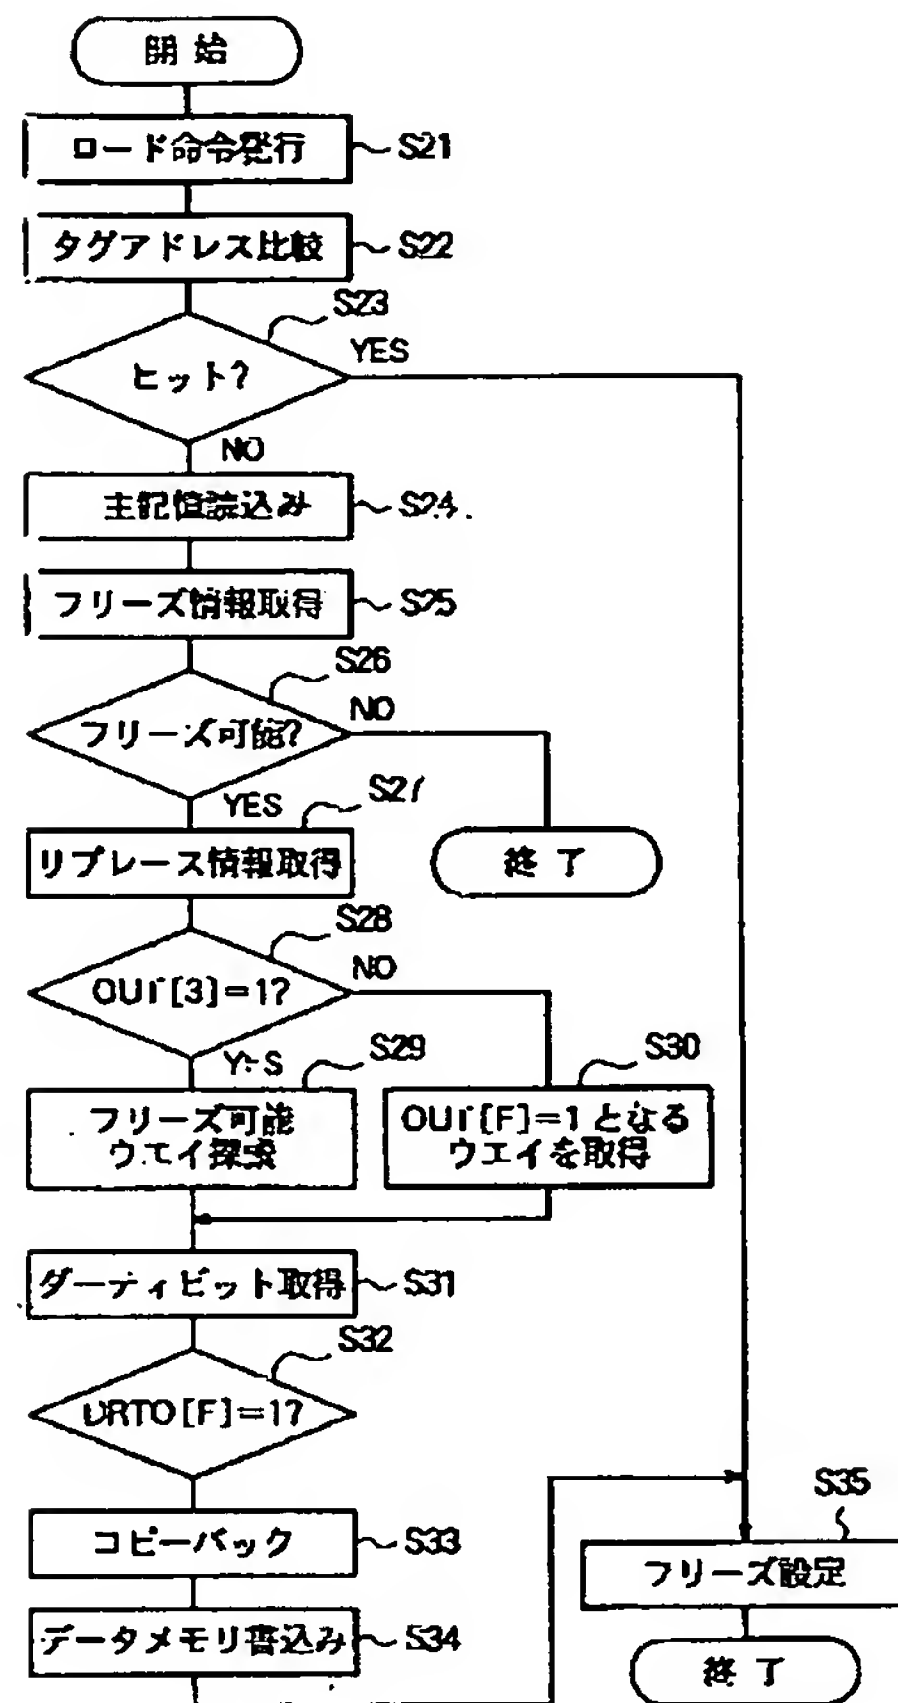 開始
ロード命令発行
S21
タグアドレス比較
S22
S23
ヒット?
YES
NO
主記憶読込み
S24
フリーズ情報取得
S25
S26
フリーズ可能?
NO
YES
S27
リプレース情報取得
終了
S28
OUT[3]=1?
NO
YES
S29
S30
フリーズ可能
ウエイ探索
OUT[F]=1となる
ウエイを取得
ダーティビット取得
S31
S32
DRTO[F]=1?
コピーバック
S33
S35
フリーズ設定
データメモリ書込み
S34
終了